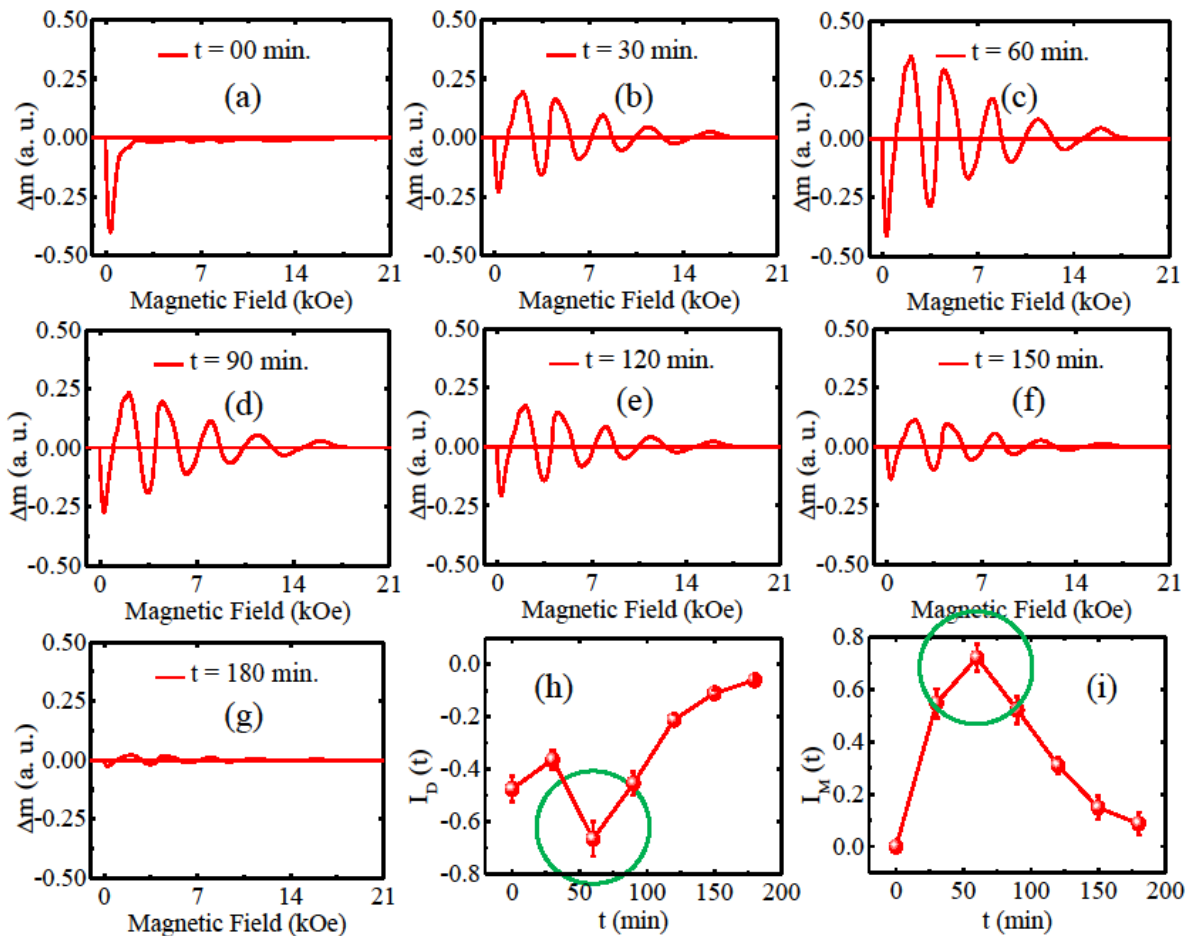 0.50
0.25
0.00
-0.25
-0.50
Δm (a. u.)
t = 00 min.
(a)
0 7 14 21
Magnetic Field (kOe)
0.50
0.25
0.00
-0.25
-0.50
Δm (a. u.)
t = 30 min.
(b)
0 7 14 21
Magnetic Field (kOe)
0.50
0.25
0.00
-0.25
-0.50
Δm (a. u.)
t = 60 min.
(c)
0 7 14 21
Magnetic Field (kOe)
0.50
0.25
0.00
-0.25
-0.50
Δm (a. u.)
t = 90 min.
(d)
0 7 14 21
Magnetic Field (kOe)
0.50
0.25
0.00
-0.25
-0.50
Δm (a. u.)
t = 120 min.
(e)
0 7 14 21
Magnetic Field (kOe)
0.50
0.25
0.00
-0.25
-0.50
Δm (a. u.)
t = 150 min.
(f)
0 7 14 21
Magnetic Field (kOe)
0.50
0.25
0.00
-0.25
-0.50
Δm (a. u.)
t = 180 min.
(g)
0 7 14 21
Magnetic Field (kOe)
0.0
-0.2
-0.4
-0.6
-0.8
I_D (t)
(h)
0 50 100 150 200
t (min)
0.8
0.6
0.4
0.2
0.0
I_M (t)
(i)
0 50 100 150 200
t (min)